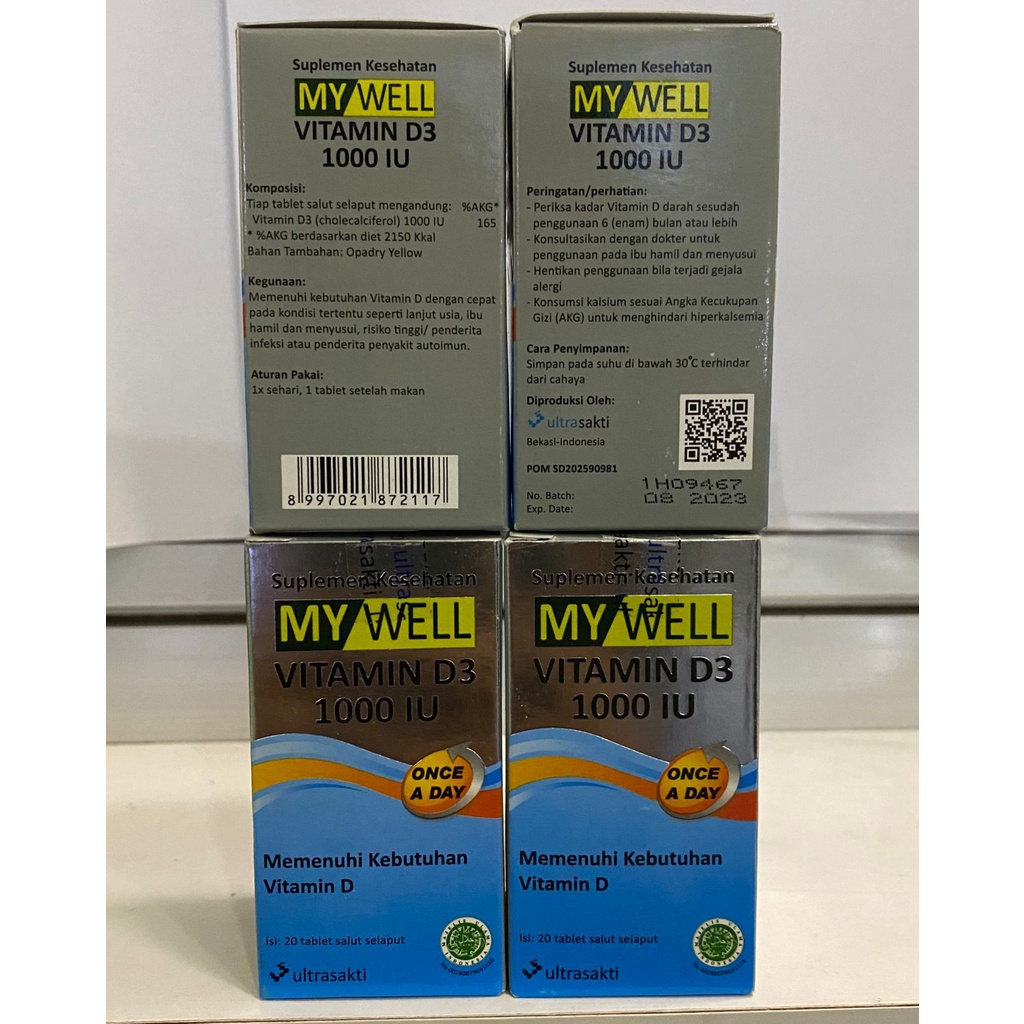 Suplemen Kesehatan
MY WELL
VITAMIN D3
1000 IU
Komposisi:
Tiap tablet salut selaput mengandung: %AKG*
Vitamin D3 (cholecalciferol) 1000 IU 165
* %AKG berdasarkan diet 2150 Kkal
Bahan Tambahan: Opadry Yellow
Kegunaan:
Memenuhi kebutuhan Vitamin D dengan cepat
pada kondisi tertentu seperti lanjut usia, ibu
hamil dan menyusui, risiko tinggi/ penderita
infeksi atau penderita penyakit autoimun.
Aturan Pakai:
1x sehari, 1 tablet setelah makan
8 997021 872117
Suplemen Kesehatan
MY WELL
VITAMIN D3
1000 IU
Peringatan/perhatian:
- Periksa kadar Vitamin D darah sesudah
penggunaan 6 (enam) bulan atau lebih
- Konsultasikan dengan dokter untuk
penggunaan pada ibu hamil dan menyusui
- Hentikan penggunaan bila terjadi gejala
alergi
- Konsumsi kalsium sesuai Angka Kecukupan
Gizi (AKG) untuk menghindari hiperkalsemia
Cara Penyimpanan:
Simpan pada suhu di bawah 30°C terhindar
dari cahaya
Diproduksi Oleh:
ultrasakti
Bekasi-Indonesia
POM SD202590981
No. Batch: 1H09467
Exp. Date: 08 2023
Suplemen Kesehatan
MY WELL
VITAMIN D3
1000 IU
ONCE
A DAY
Memenuhi Kebutuhan
Vitamin D
Isi: 20 tablet salut selaput
ultrasakti
Suplemen Kesehatan
MY WELL
VITAMIN D3
1000 IU
ONCE
A DAY
Memenuhi Kebutuhan
Vitamin D
Isi: 20 tablet salut selaput
ultrasakti